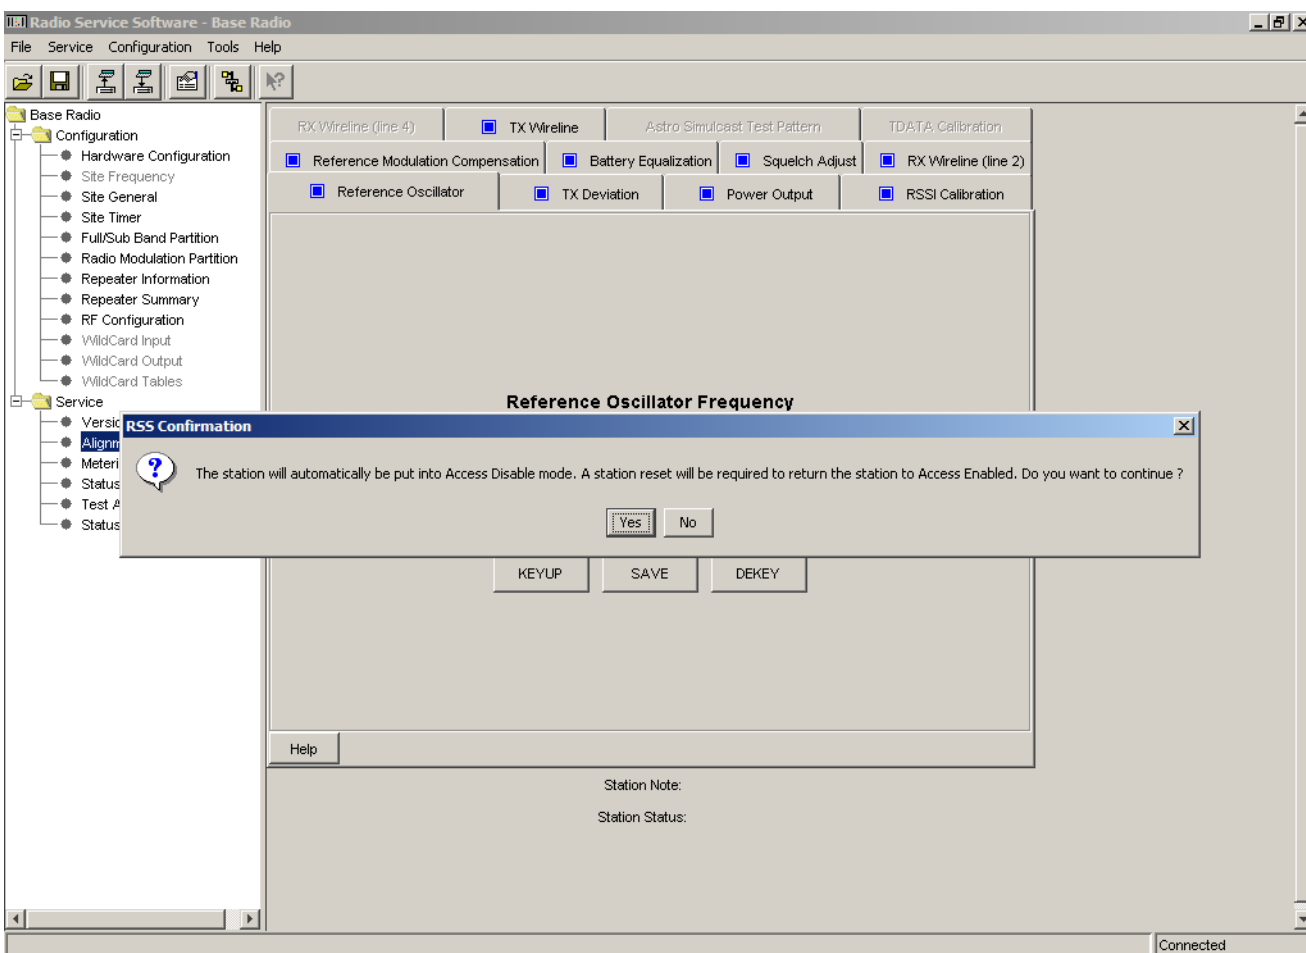 Radio Service Software - Base Radio
File Service Configuration Tools Help
Base Radio
Configuration
Hardware Configuration
Site Frequency
Site General
Site Timer
Full/Sub Band Partition
Radio Modulation Partition
Repeater Information
Repeater Summary
RF Configuration
WildCard Input
WildCard Output
WildCard Tables
Service
Versic
Alignm
Meteri
Status
Test A
Status
RX Wireline (line 4) TX Wireline Astro Simulcast Test Pattern TDATA Calibration
Reference Modulation Compensation Battery Equalization Squelch Adjust RX Wireline (line 2)
Reference Oscillator TX Deviation Power Output RSSI Calibration
Reference Oscillator Frequency
RSS Confirmation
The station will automatically be put into Access Disable mode. A station reset will be required to return the station to Access Enabled. Do you want to continue ?
Yes No
KEYUP SAVE DEKEY
Help
Station Note:
Station Status:
Connected